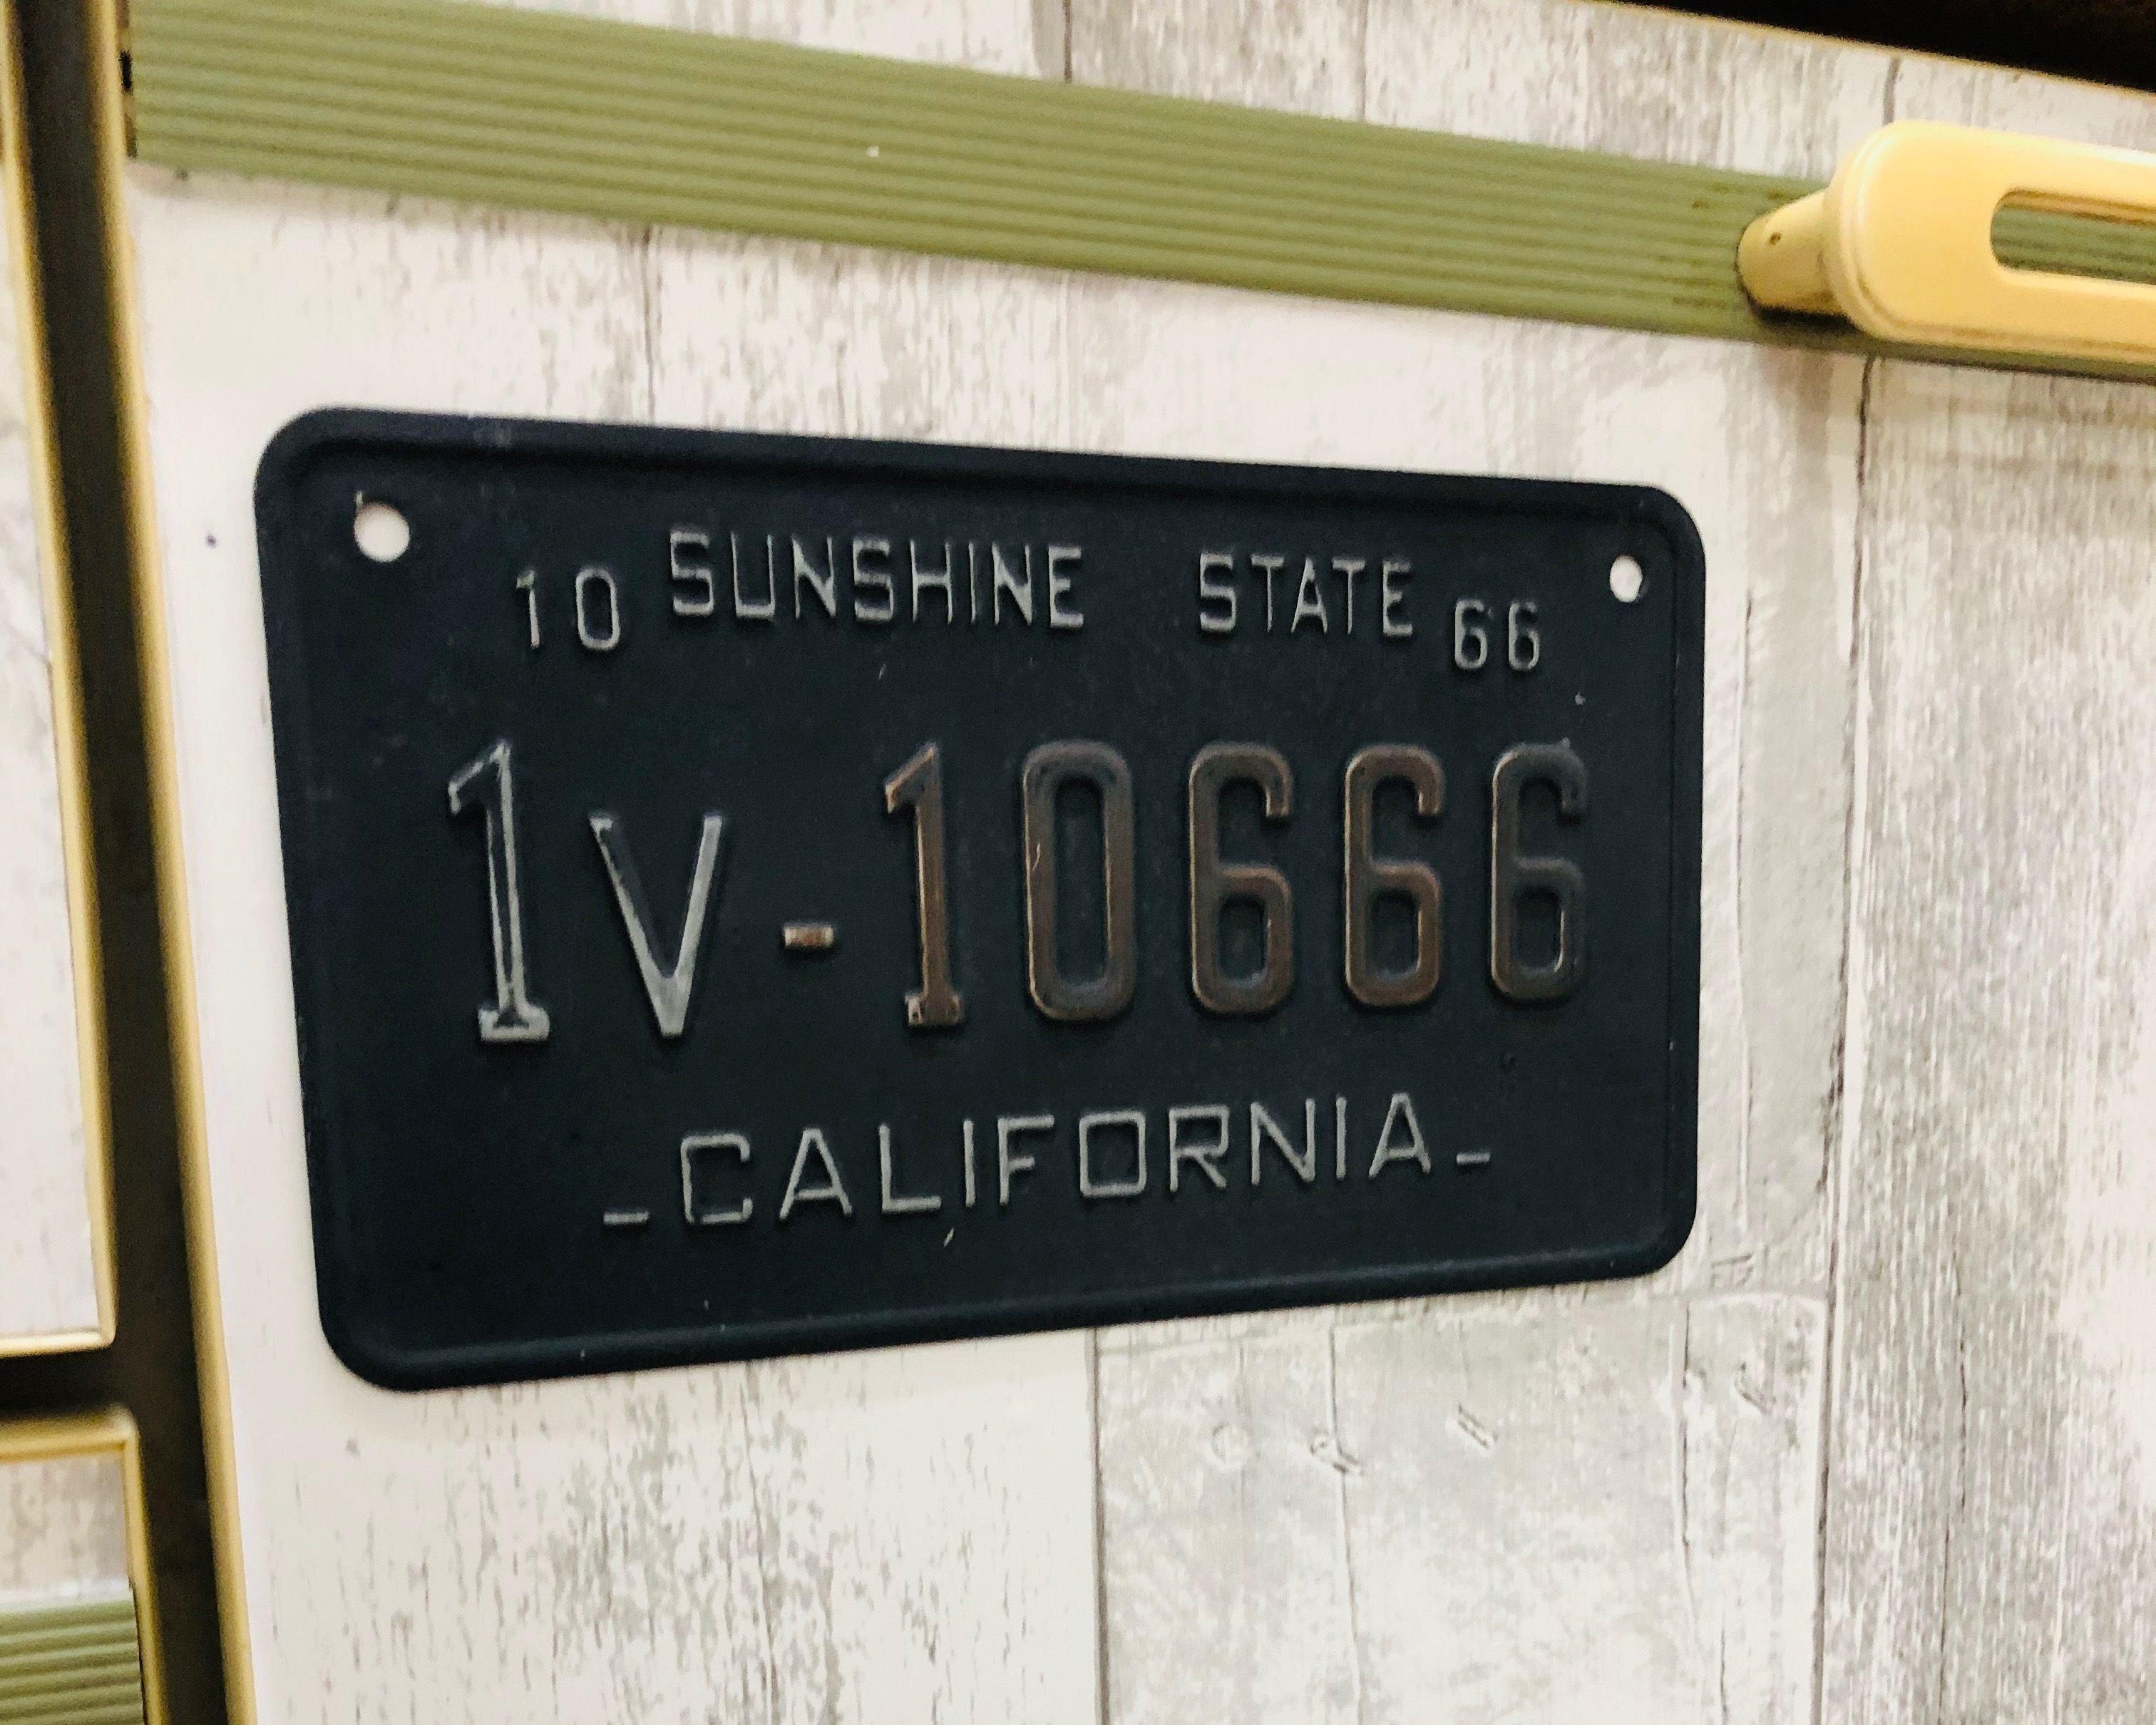 10 SUNSHINE STATE 66
1V-10666
-CALIFORNIA-